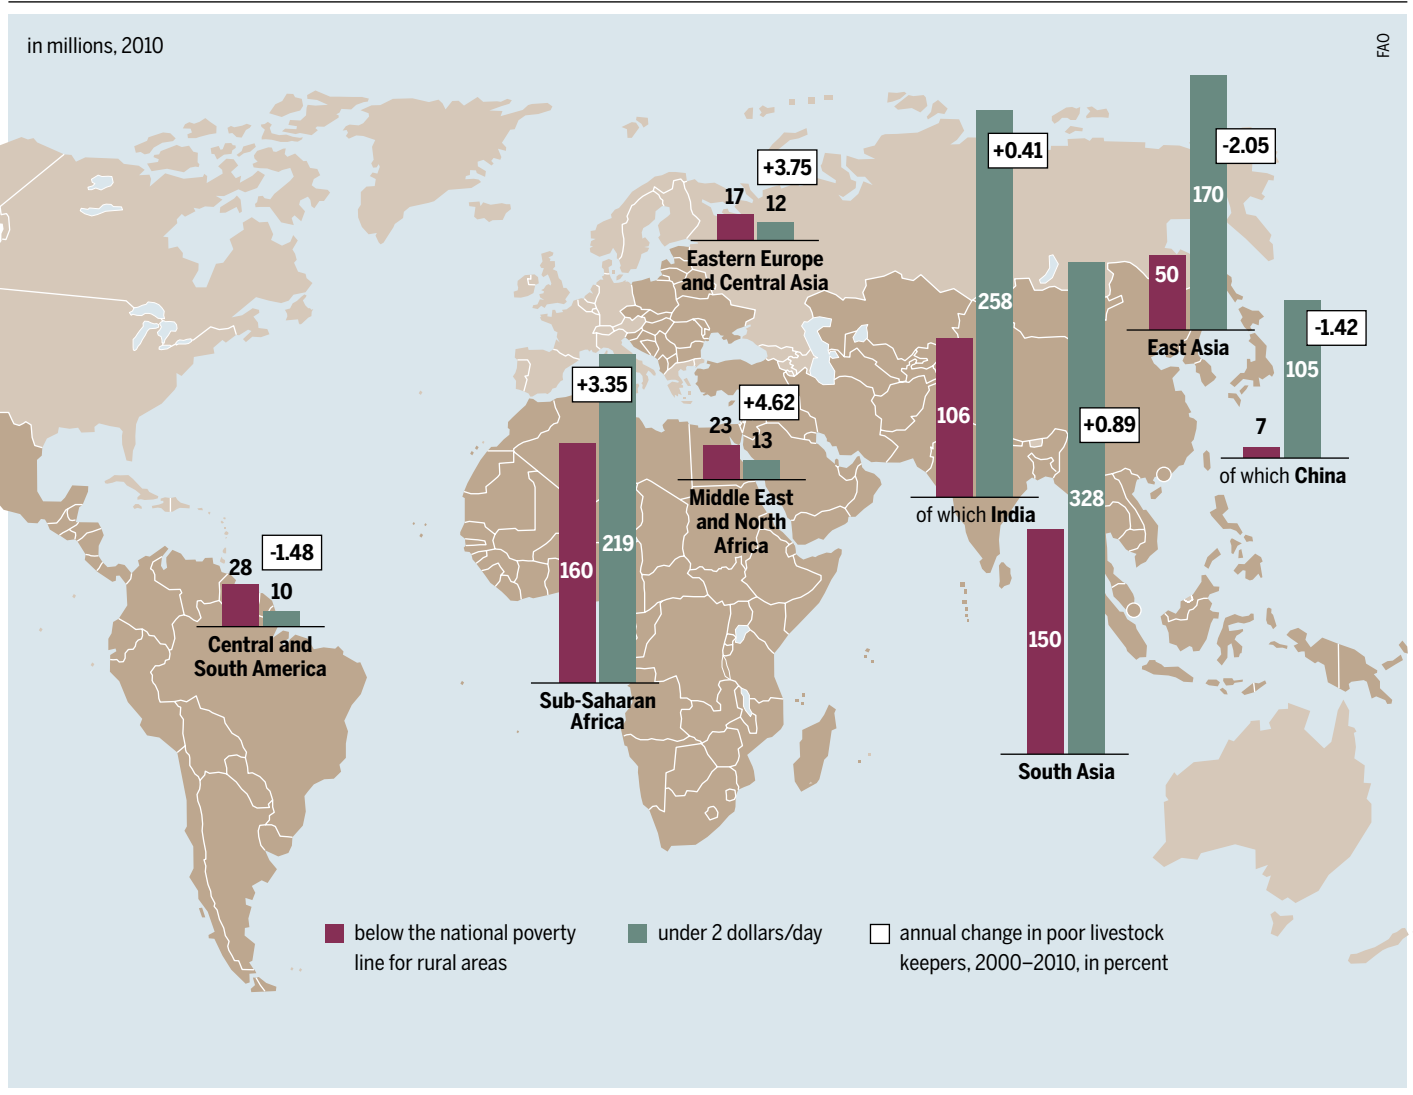 in millions, 2010
FAO
+3.75
17
12
Eastern Europe
and Central Asia
+0.41
258
106
of which India
-2.05
170
50
East Asia
-1.42
105
7
of which China
+3.35
219
160
Sub-Saharan
Africa
+4.62
23
13
Middle East
and North
Africa
+0.89
328
150
South Asia
-1.48
28
10
Central and
South America
below the national poverty
line for rural areas
under 2 dollars/day
annual change in poor livestock
keepers, 2000–2010, in percent